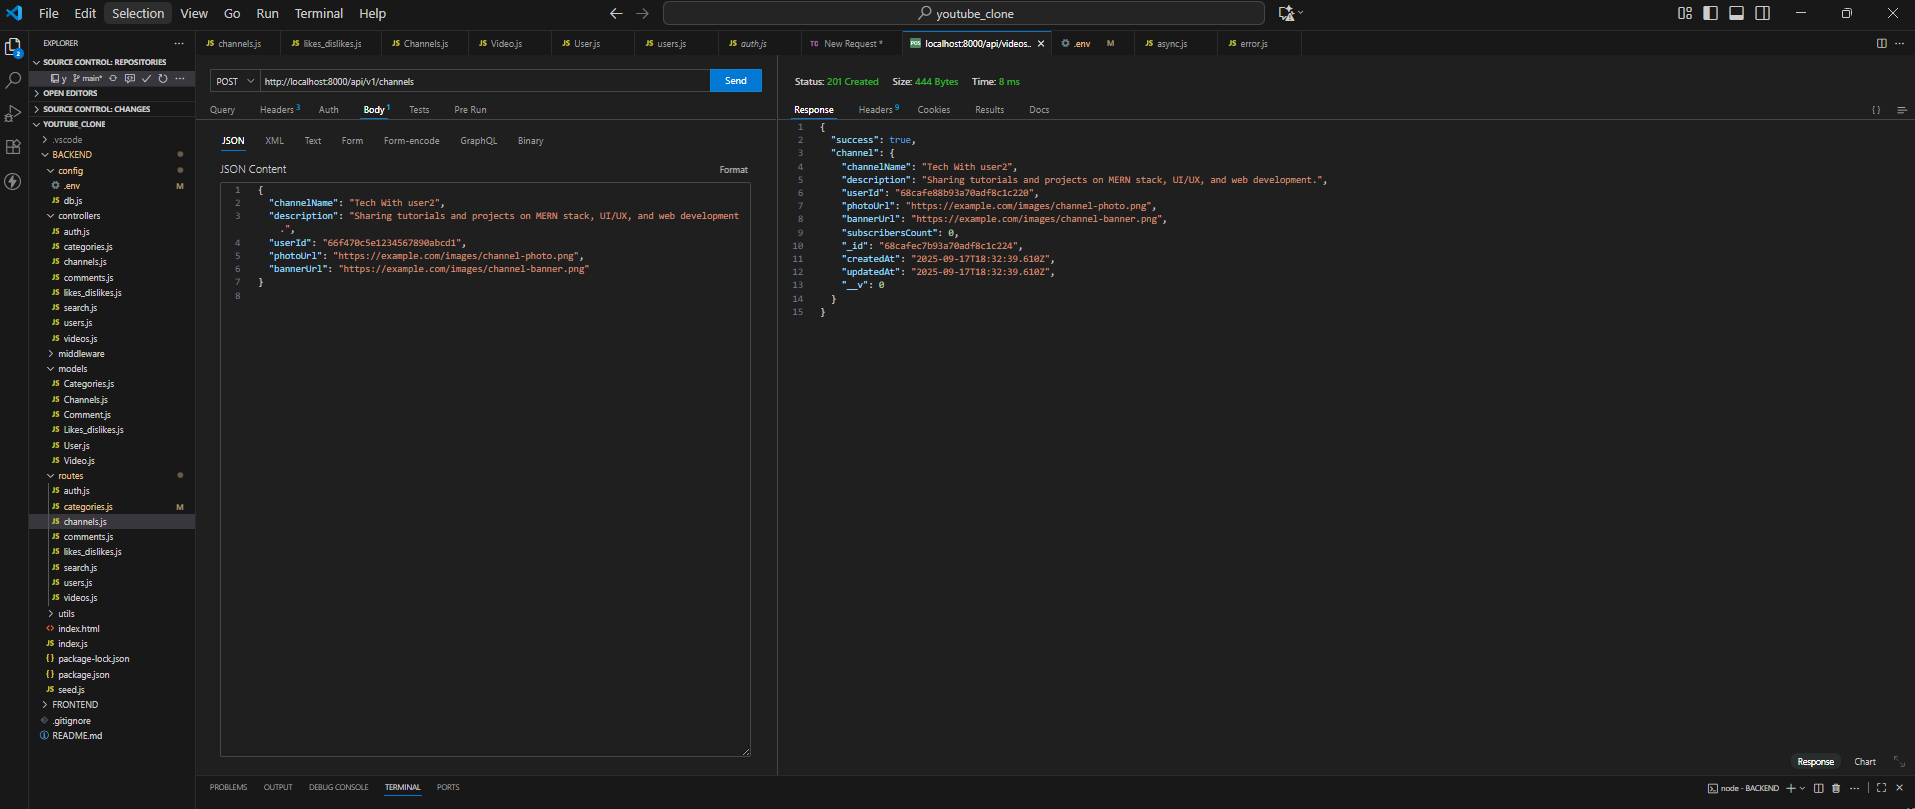 File Edit Selection View Go Run Terminal Help
youtube_clone
EXPLORER
SOURCE CONTROL: REPOSITORIES
y main*
OPEN EDITORS
SOURCE CONTROL: CHANGES
YOUTUBE_CLONE
.vscode
BACKEND
config
.env M
db.js
controllers
auth.js
categories.js
channels.js
comments.js
likes_dislikes.js
search.js
users.js
videos.js
middleware
models
Categories.js
Channels.js
Comment.js
Likes_dislikes.js
User.js
Video.js
routes
auth.js
categories.js M
channels.js
comments.js
likes_dislikes.js
search.js
users.js
videos.js
utils
index.html
index.js
package-lock.json
package.json
seed.js
FRONTEND
.gitignore
README.md
channels.js likes_dislikes.js Channels.js Video.js User.js users.js auth.js New Request * localhost:8000/api/videos.. .env M async.js error.js
POST http://localhost:8000/api/v1/channels Send
Query Headers 3 Auth Body 1 Tests Pre Run
JSON XML Text Form Form-encode GraphQL Binary
JSON Content Format
1 {
2 "channelName": "Tech With user2",
3 "description": "Sharing tutorials and projects on MERN stack, UI/UX, and web development
.",
4 "userId": "66f470c5e1234567890abcd1",
5 "photoUrl": "https://example.com/images/channel-photo.png",
6 "bannerUrl": "https://example.com/images/channel-banner.png"
7 }
8
Status: 201 Created Size: 444 Bytes Time: 8 ms
Response Headers 9 Cookies Results Docs { }
1 {
2 "success": true,
3 "channel": {
4 "channelName": "Tech With user2",
5 "description": "Sharing tutorials and projects on MERN stack, UI/UX, and web development.",
6 "userId": "68cafe88b93a70adf8c1c220",
7 "photoUrl": "https://example.com/images/channel-photo.png",
8 "bannerUrl": "https://example.com/images/channel-banner.png",
9 "subscribersCount": 0,
10 "_id": "68cafec7b93a70adf8c1c224",
11 "createdAt": "2025-09-17T18:32:39.610Z",
12 "updatedAt": "2025-09-17T18:32:39.610Z",
13 "__v": 0
14 }
15 }
Response Chart
PROBLEMS OUTPUT DEBUG CONSOLE TERMINAL PORTS
node - BACKEND